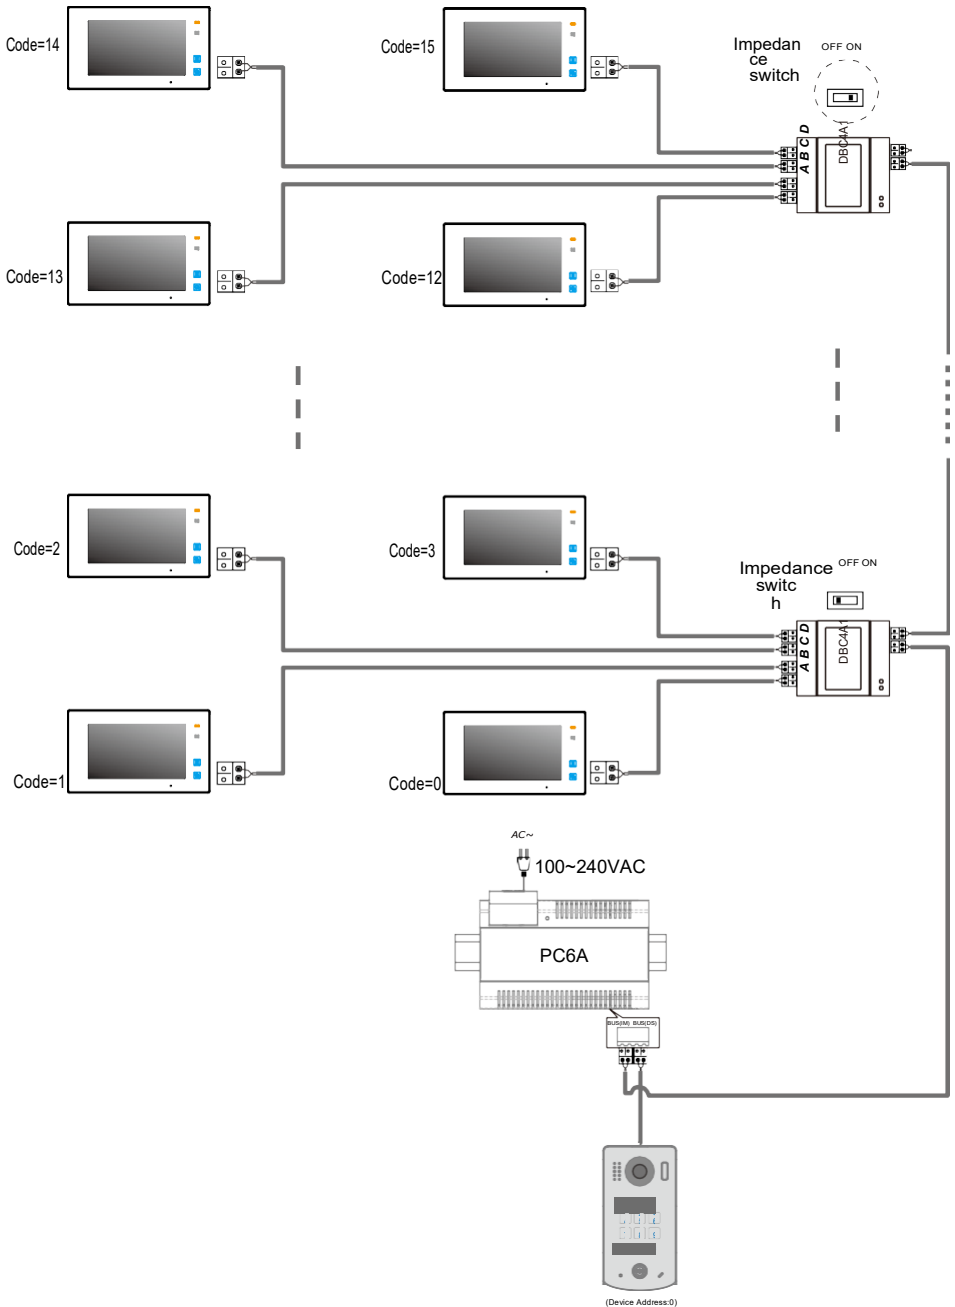 Code=14
Code=15
Impedan
ce
switch
OFF ON
A B C D
DBC4A1
Code=13
Code=12
Code=2
Code=3
Impedance
switc
h
OFF ON
A B C D
DBC4A1
Code=1
Code=0
AC~
100~240VAC
PC6A
BUS(IM) BUS(DS)
(Device Address:0)